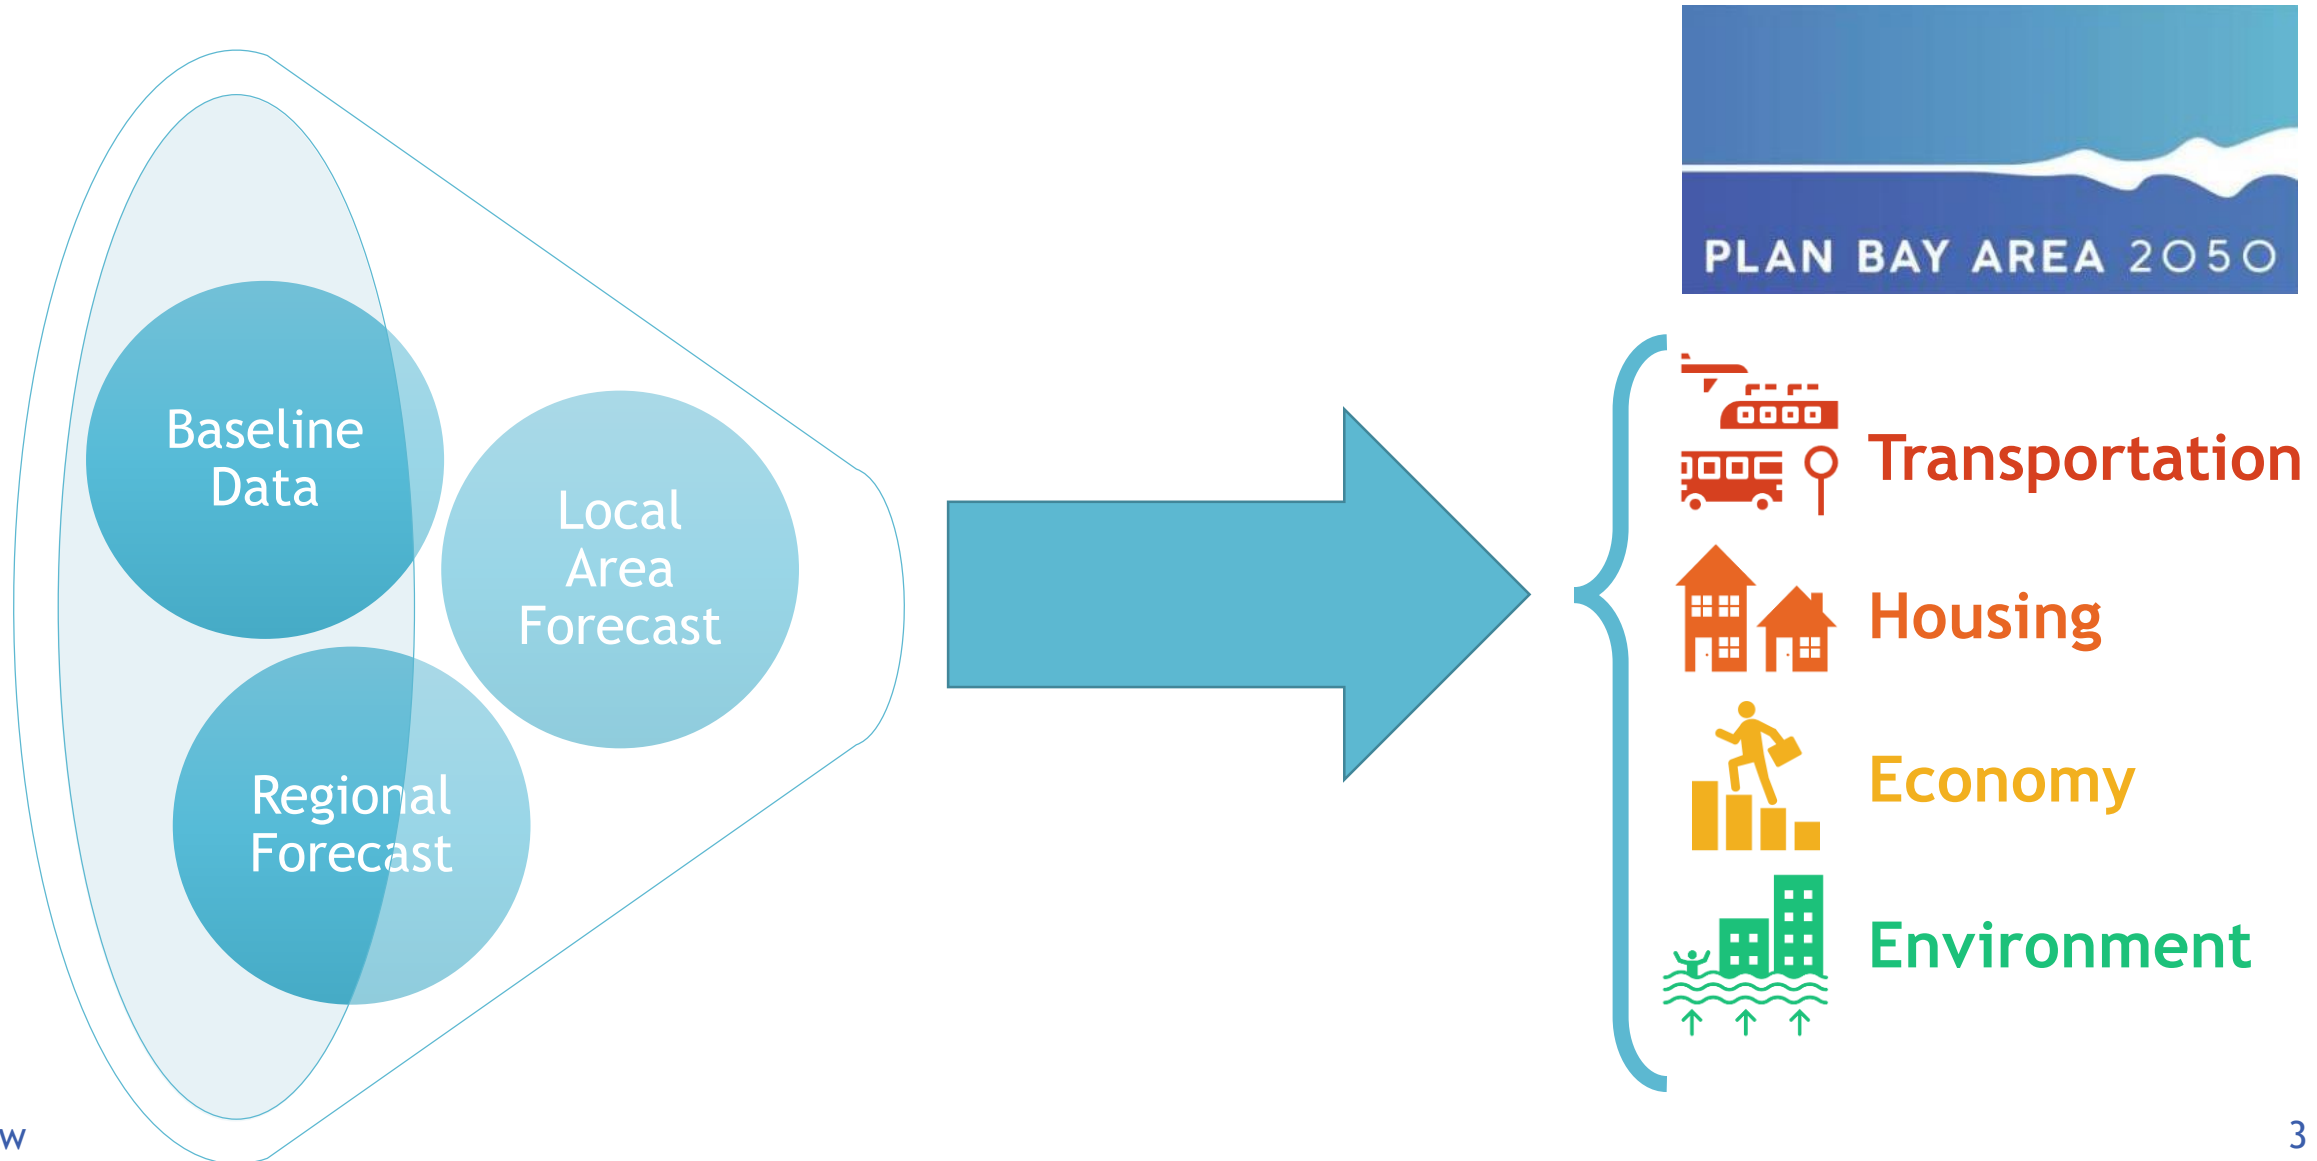 PLAN BAY AREA 2050
Baseline
Data
Local
Area
Forecast
Regional
Forecast
Transportation
Housing
Economy
Environment
w
3